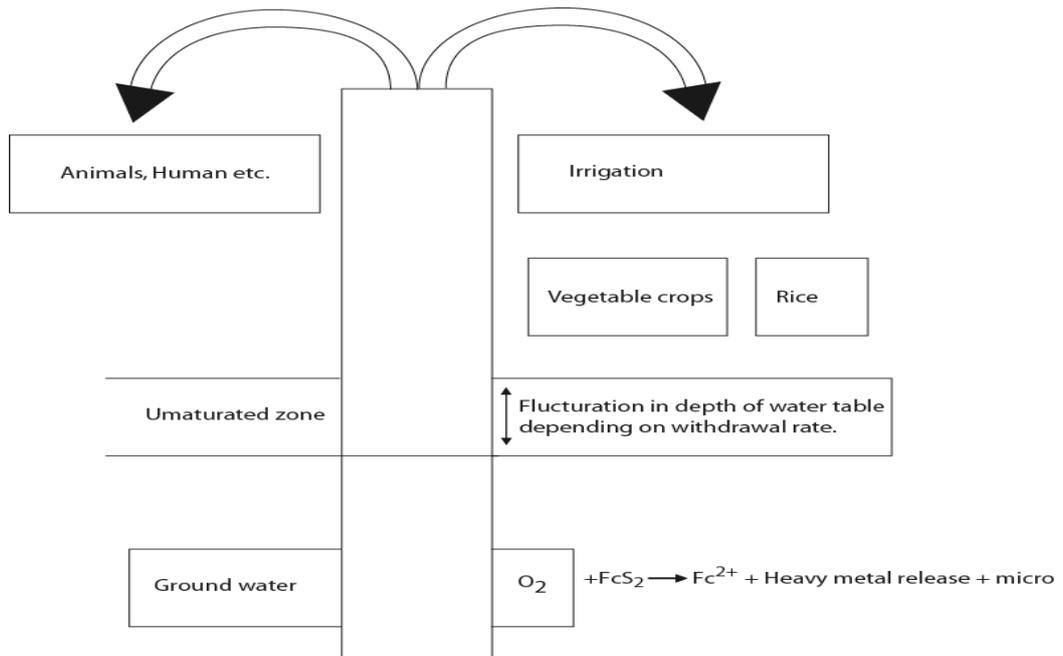 Animals, Human etc.
Irrigation
Vegetable crops
Rice
Umaturated zone
Flucturation in depth of water table
depending on withdrawal rate.
Ground water
O₂
+FcS₂ → Fc²⁺ + Heavy metal release + micro